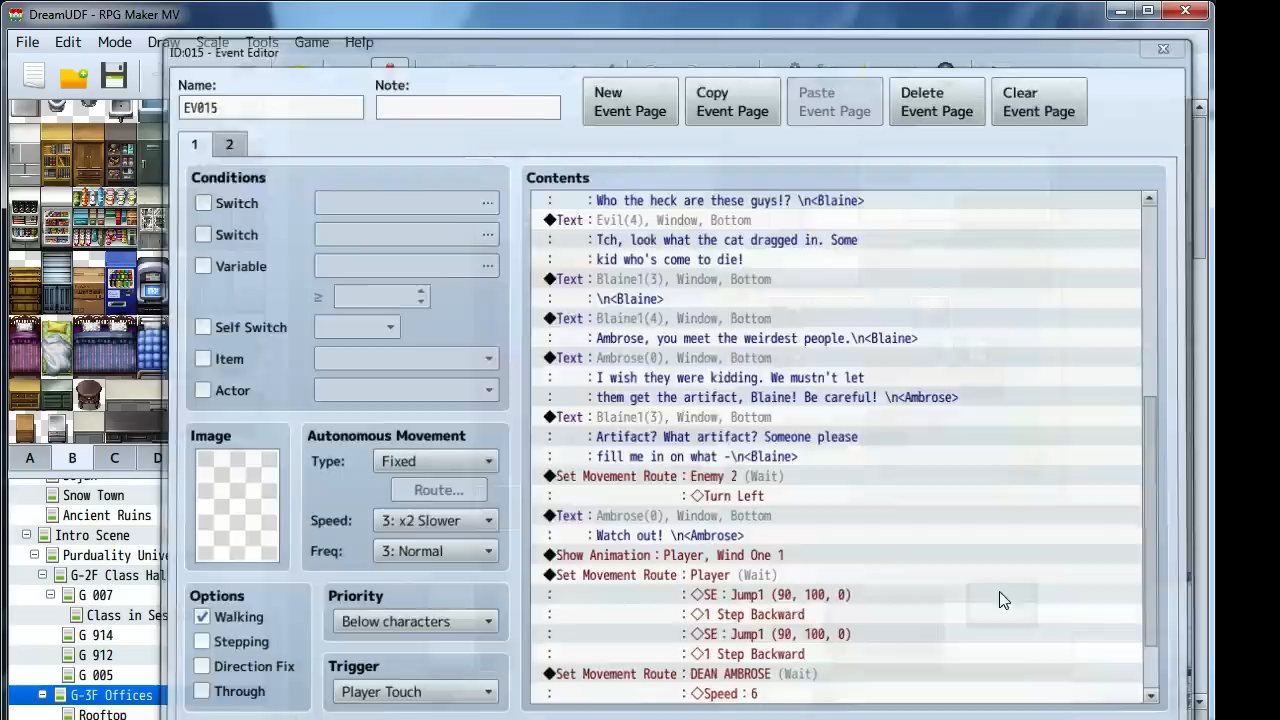 DreamUDF - RPG Maker MV
File Edit Mode Draw Scale Tools Game Help
ID:015 - Event Editor
Name:
Note:
EV015
New
Event Page
Copy
Event Page
Paste
Event Page
Delete
Event Page
Clear
Event Page
1 2
Conditions
Switch ...
Switch ...
Variable ...
≥
Self Switch
Item
Actor
Image
Autonomous Movement
Type: Fixed
Route...
Speed: 3: x2 Slower
Freq: 3: Normal
Options
Walking
Stepping
Direction Fix
Through
Priority
Below characters
Trigger
Player Touch
Contents
: :Who the heck are these guys!? \n<Blaine>
◆Text:Evil(4), Window, Bottom
: :Tch, look what the cat dragged in. Some
: :kid who's come to die!
◆Text:Blaine1(3), Window, Bottom
: :\n<Blaine>
◆Text:Blaine1(4), Window, Bottom
: :Ambrose, you meet the weirdest people.\n<Blaine>
◆Text:Ambrose(0), Window, Bottom
: :I wish they were kidding. We mustn't let
: :them get the artifact, Blaine! Be careful! \n<Ambrose>
◆Text:Blaine1(3), Window, Bottom
: :Artifact? What artifact? Someone please
: :fill me in on what -\n<Blaine>
◆Set Movement Route:Enemy 2 (Wait)
: :◇Turn Left
◆Text:Ambrose(0), Window, Bottom
: :Watch out! \n<Ambrose>
◆Show Animation:Player, Wind One 1
◆Set Movement Route:Player (Wait)
: :◇SE:Jump1 (90, 100, 0)
: :◇1 Step Backward
: :◇SE:Jump1 (90, 100, 0)
: :◇1 Step Backward
◆Set Movement Route:DEAN AMBROSE (Wait)
: :◇Speed:6
A B C D
Snow Town
Ancient Ruins
Intro Scene
Purduality Univ
G-2F Class Hal
G 007
Class in Ses
G 914
G 912
G 005
G-3F Offices
Rooftop